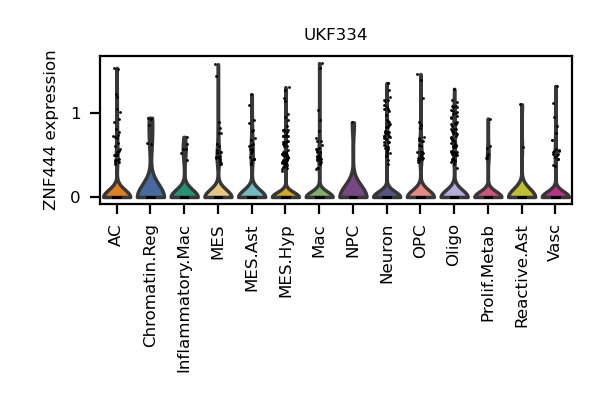 UKF334
ZNF444 expression
1
0
AC
Chromatin.Reg
Inflammatory.Mac
MES
MES.Ast
MES.Hyp
Mac
NPC
Neuron
OPC
Oligo
Prolif.Metab
Reactive.Ast
Vasc